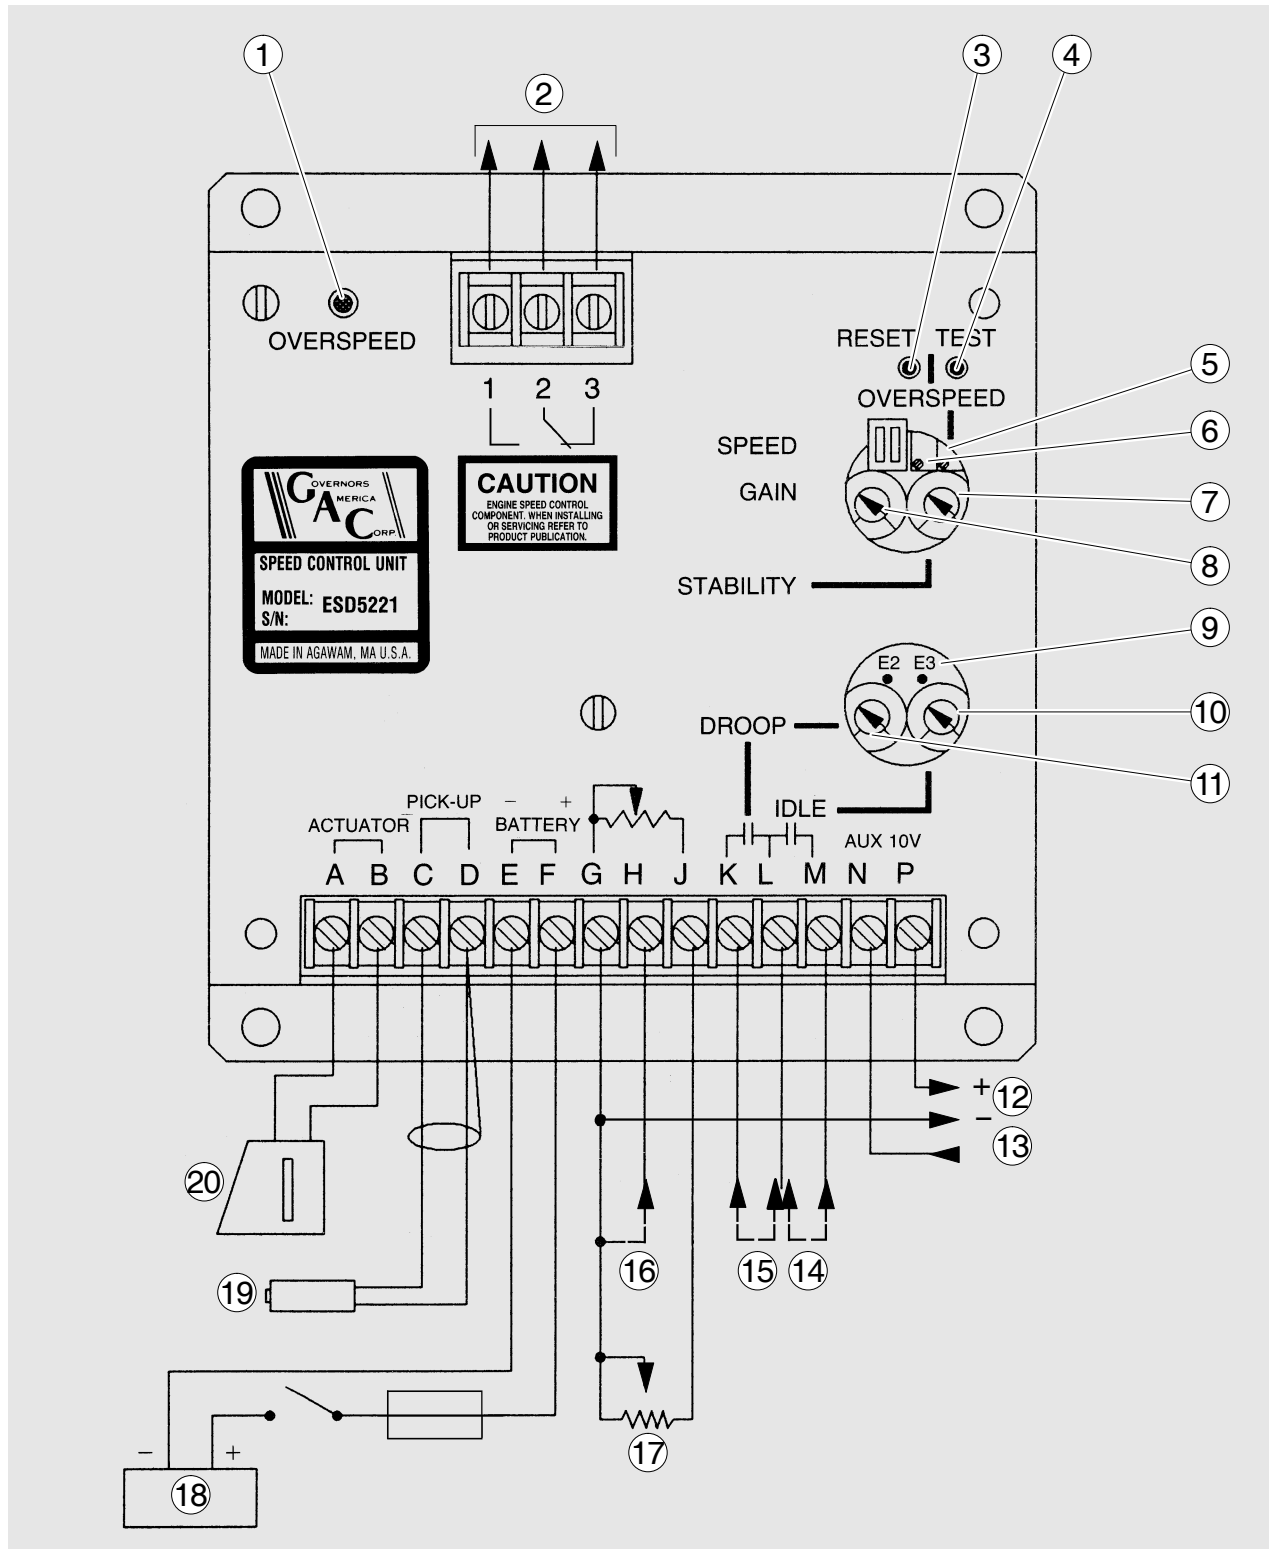 1
2
3
4
OVERSPEED
1 2 3
RESET TEST
OVERSPEED
5
6
SPEED
GAIN
7
8
STABILITY
GOVERNORS
AMERICA
CORP.
SPEED CONTROL UNIT
MODEL: ESD5221
S/N:
MADE IN AGAWAM, MA U.S.A.
CAUTION
ENGINE SPEED CONTROL
COMPONENT. WHEN INSTALLING
OR SERVICING REFER TO
PRODUCT PUBLICATION.
9
E2 E3
10
DROOP
11
IDLE
PICK-UP
ACTUATOR
− +
BATTERY
AUX 10V
A B C D E F G H J K L M N P
+
12
−
13
20
19
16
15
14
17
− +
18